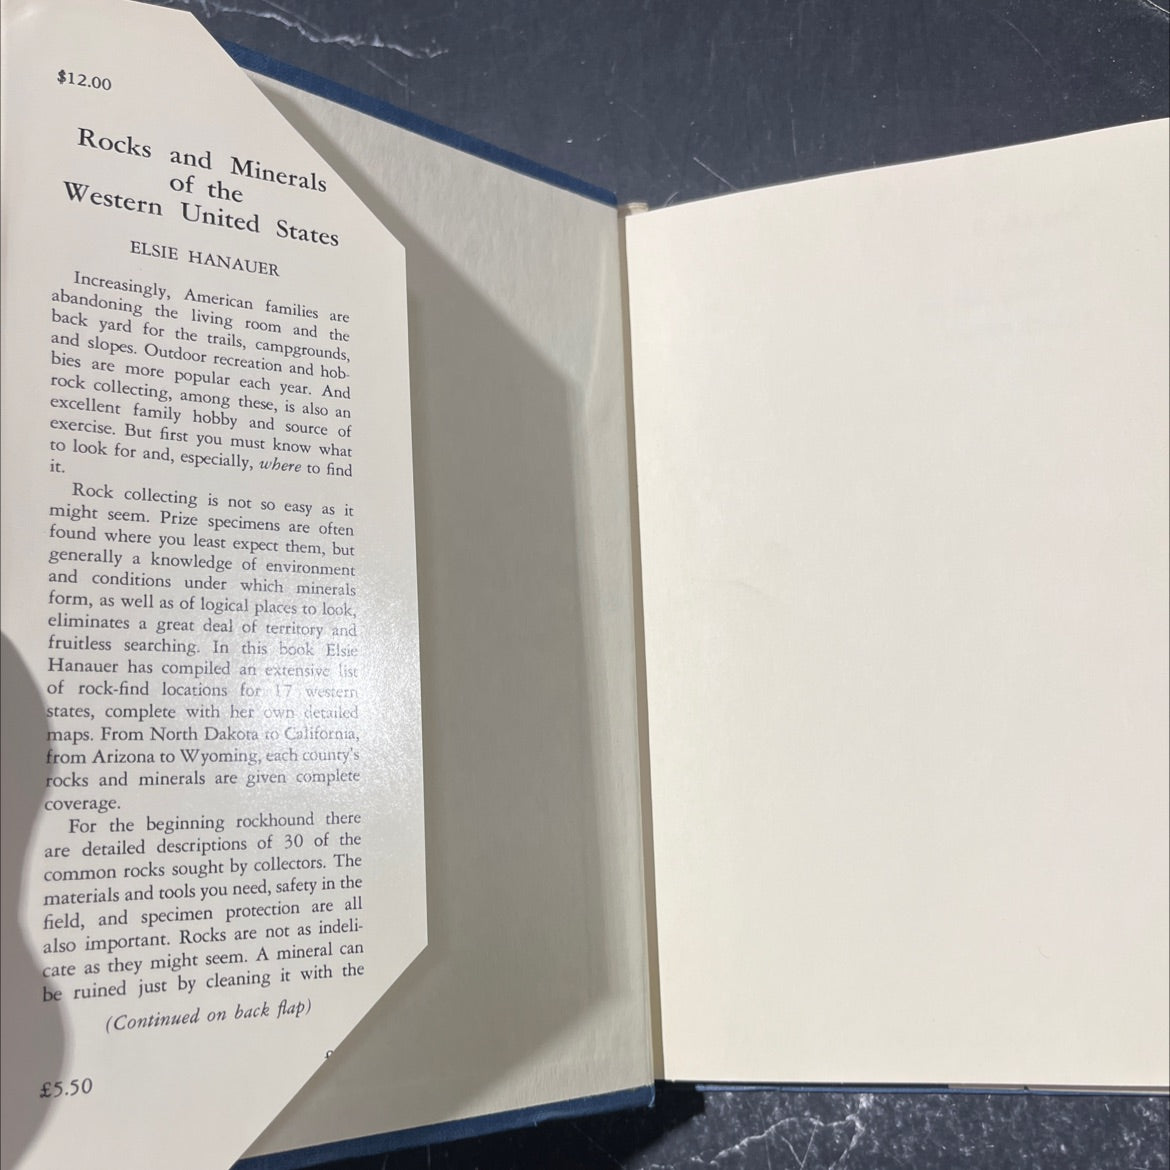 $12.00
Rocks and Minerals
of the
Western United States
ELSIE HANAUER
Increasingly, American families are
abandoning the living room and the
back yard for the trails, campgrounds,
and slopes. Outdoor recreation and hob-
bies are more popular each year. And
rock collecting, among these, is also an
excellent family hobby and source of
exercise. But first you must know what
to look for and, especially, where to find
it.
Rock collecting is not so easy as it
might seem. Prize specimens are often
found where you least expect them, but
generally a knowledge of environment
and conditions under which minerals
form, as well as of logical places to look,
eliminates a great deal of territory and
fruitless searching. In this book Elsie
Hanauer has compiled an extensive list
of rock-find locations for 17 western
states, complete with her own detailed
maps. From North Dakota to California,
from Arizona to Wyoming, each county's
rocks and minerals are given complete
coverage.
For the beginning rockhound there
are detailed descriptions of 30 of the
common rocks sought by collectors. The
materials and tools you need, safety in the
field, and specimen protection are all
also important. Rocks are not as indeli-
cate as they might seem. A mineral can
be ruined just by cleaning it with the
(Continued on back flap)
£5.50